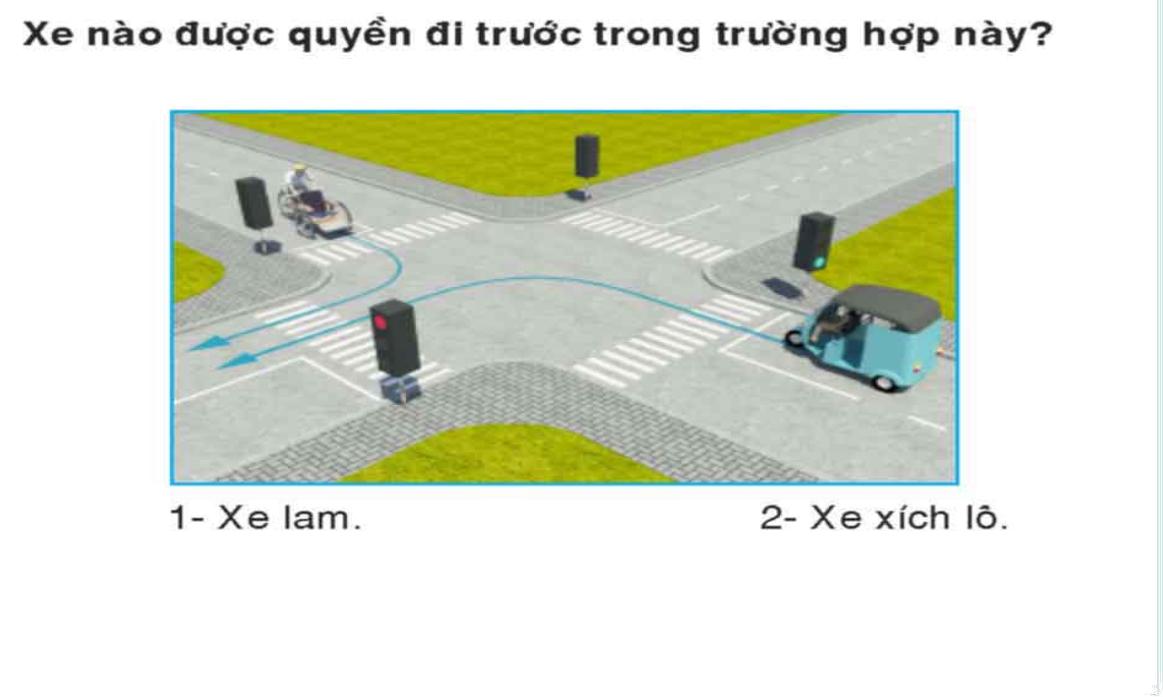 Xe nào được quyền đi trước trong trường hợp này?
1- Xe lam.
2- Xe xích lô.